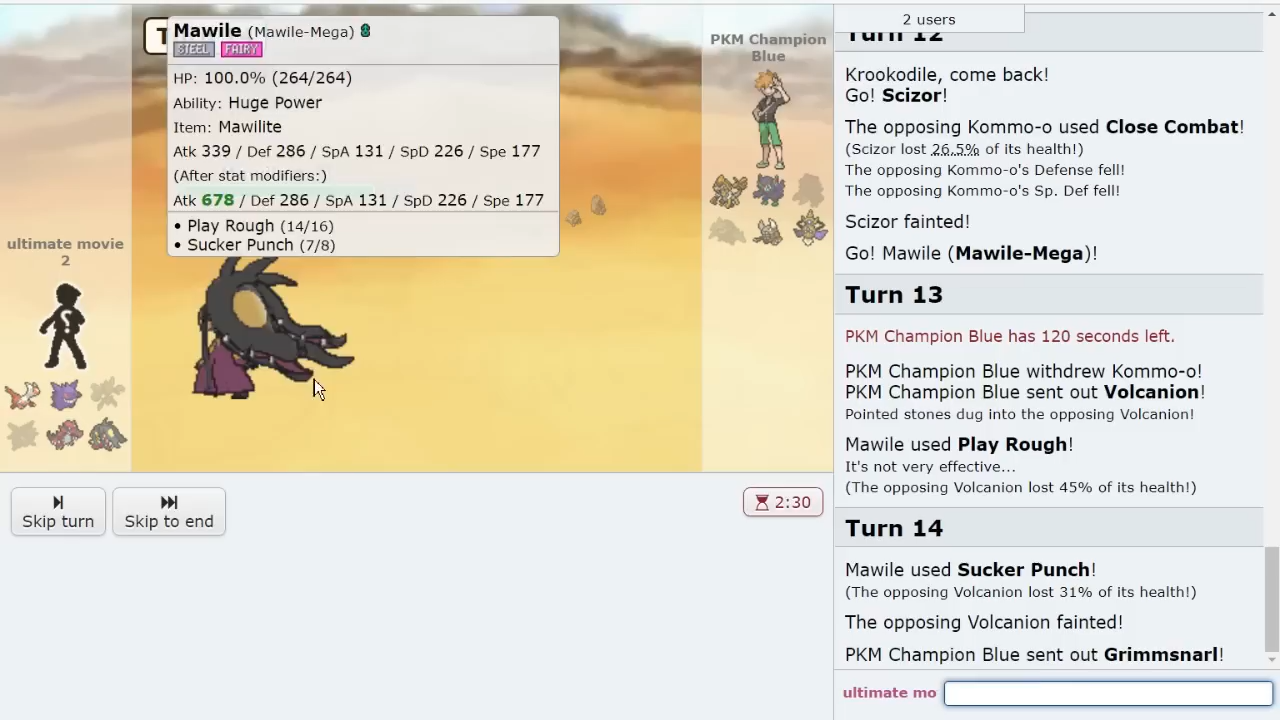 T
Mawile (Mawile-Mega)
STEEL FAIRY
HP: 100.0% (264/264)
Ability: Huge Power
Item: Mawilite
Atk 339 / Def 286 / SpA 131 / SpD 226 / Spe 177
(After stat modifiers:)
Atk 678 / Def 286 / SpA 131 / SpD 226 / Spe 177
• Play Rough (14/16)
• Sucker Punch (7/8)
ultimate movie
2
?
PKM Champion
Blue
Skip turn
Skip to end
2:30
2 users
Turn 12
Krookodile, come back!
Go! Scizor!
The opposing Kommo-o used Close Combat!
(Scizor lost 26.5% of its health!)
The opposing Kommo-o's Defense fell!
The opposing Kommo-o's Sp. Def fell!
Scizor fainted!
Go! Mawile (Mawile-Mega)!
Turn 13
PKM Champion Blue has 120 seconds left.
PKM Champion Blue withdrew Kommo-o!
PKM Champion Blue sent out Volcanion!
Pointed stones dug into the opposing Volcanion!
Mawile used Play Rough!
It's not very effective...
(The opposing Volcanion lost 45% of its health!)
Turn 14
Mawile used Sucker Punch!
(The opposing Volcanion lost 31% of its health!)
The opposing Volcanion fainted!
PKM Champion Blue sent out Grimmsnarl!
ultimate mo